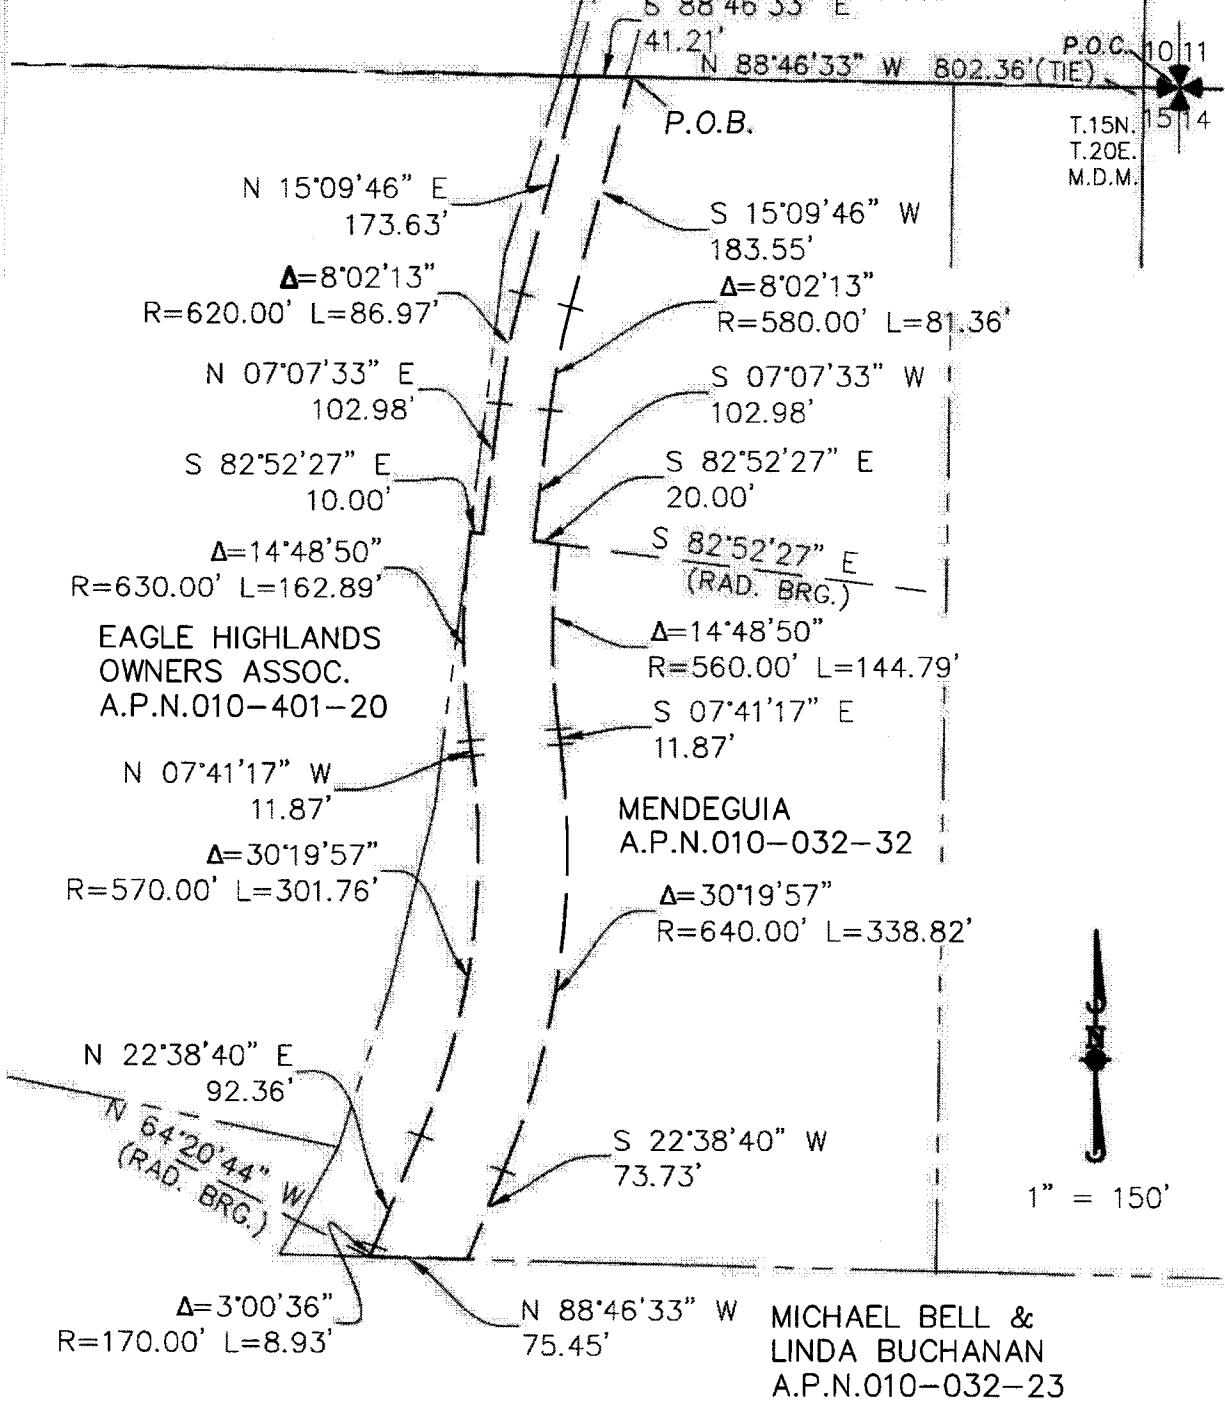 S 88°46'33" E
41.21'
N 88°46'33" W 802.36'(TIE)
P.O.C.
10 11
15 14
T.15N.
T.20E.
M.D.M.
P.O.B.
N 15°09'46" E
173.63'
S 15°09'46" W
183.55'
Δ=8°02'13"
R=620.00' L=86.97'
Δ=8°02'13"
R=580.00' L=81.36'
N 07°07'33" E
102.98'
S 07°07'33" W
102.98'
S 82°52'27" E
10.00'
S 82°52'27" E
20.00'
S 82°52'27" E
(RAD. BRG.)
Δ=14°48'50"
R=630.00' L=162.89'
EAGLE HIGHLANDS
OWNERS ASSOC.
A.P.N.010-401-20
Δ=14°48'50"
R=560.00' L=144.79'
S 07°41'17" E
11.87'
N 07°41'17" W
11.87'
MENDEGUIA
A.P.N.010-032-32
Δ=30°19'57"
R=570.00' L=301.76'
Δ=30°19'57"
R=640.00' L=338.82'
N 22°38'40" E
92.36'
N 64°20'44" W
(RAD. BRG.)
S 22°38'40" W
73.73'
N
1" = 150'
Δ=3°00'36"
R=170.00' L=8.93'
N 88°46'33" W
75.45'
MICHAEL BELL &
LINDA BUCHANAN
A.P.N.010-032-23